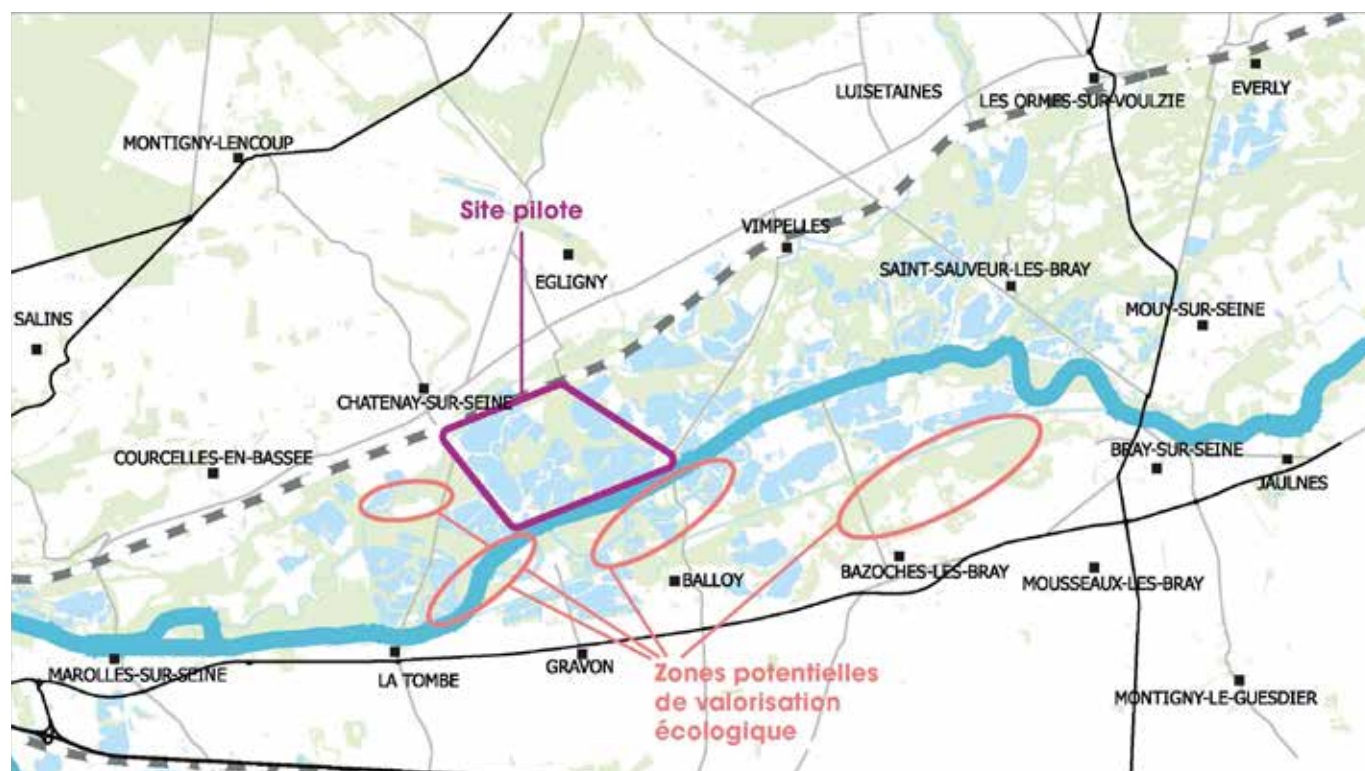 EVERLY
LUISETAINES
LES ORMES-SUR-VOULZIE
MONTIGNY-LENCOUP
Site pilote
VIMPELLES
EGLIGNY
SAINT-SAUVEUR-LES-BRAY
MOUY-SUR-SEINE
SALINS
CHATENAY-SUR-SEINE
COURCELLES-EN-BASSEE
BRAY-SUR-SEINE
JAULNES
BALLOY
BAZOCHES-LES-BRAY
MOUSSEAUX-LES-BRAY
MAROLLES-SUR-SEINE
LA TOMBE
GRAVON
Zones potentielles
de valorisation
écologique
MONTIGNY-LE-GUESDIER